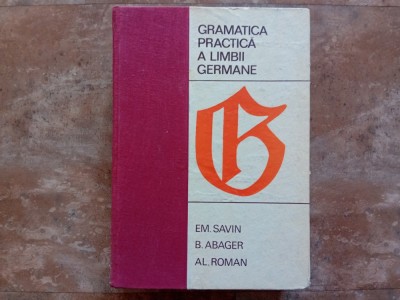 GRAMATICA
PRACTICĂ
A LIMBII
GERMANE
G
EM. SAVIN
B. ABAGER
AL. ROMAN